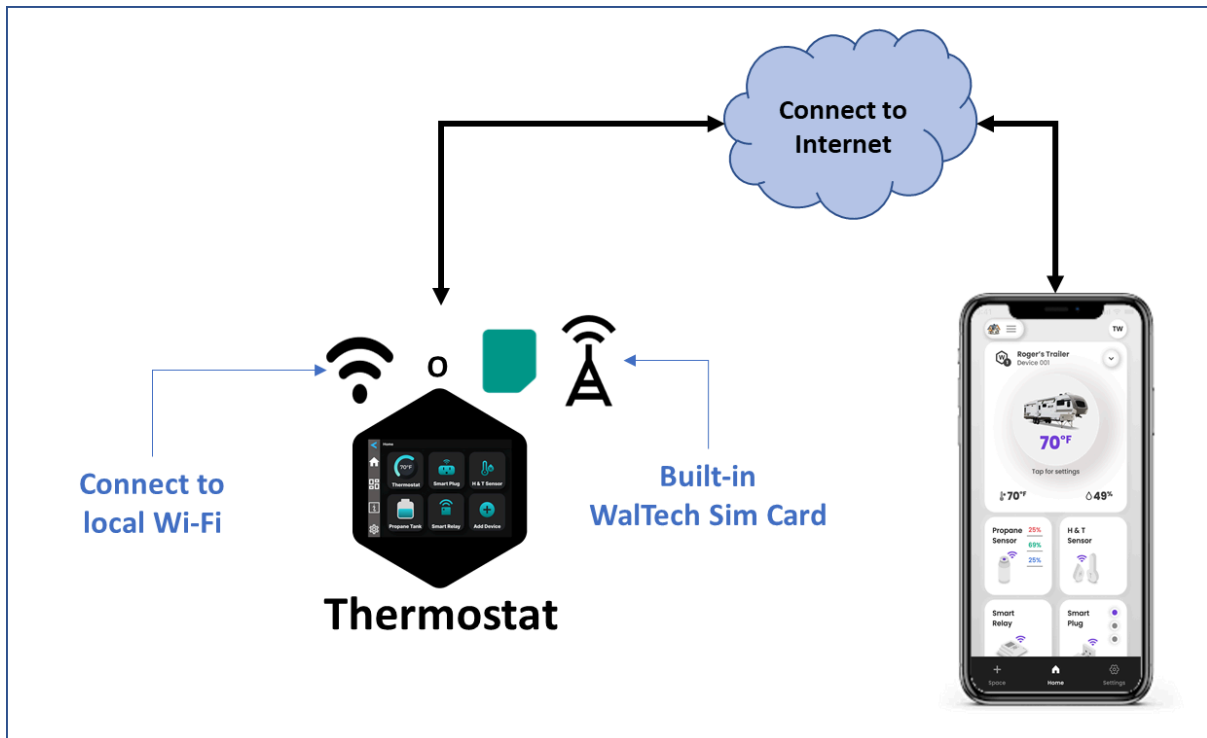 Connect to
Internet
O
Connect to
local Wi-Fi
Built-in
WalTech Sim Card
Home
70°F
Thermostat
Smart Plug
H & T Sensor
Propane Tank
Smart Relay
Add Device
Thermostat
TW
W
Roger's Trailer
Device 001
70°F
Tap for settings
70°F
49%
Propane
Sensor
25%
69%
25%
H & T
Sensor
Smart
Relay
Smart
Plug
Space
Home
Settings